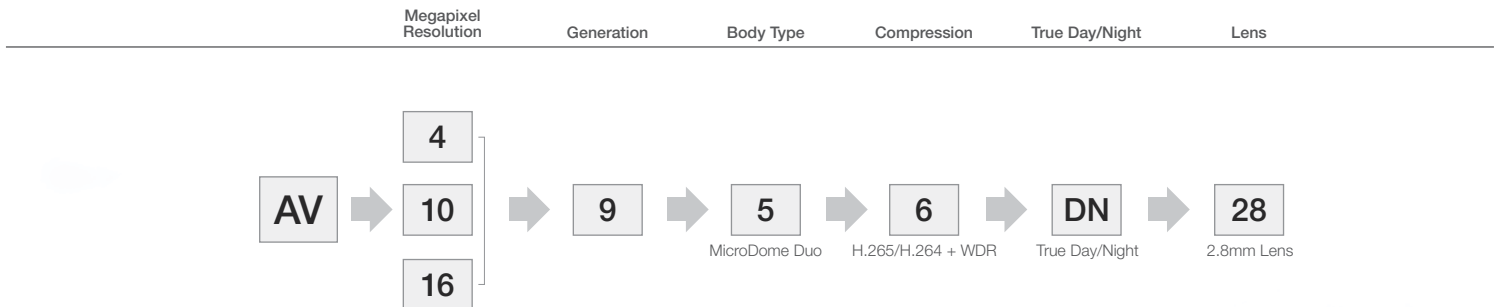 Megapixel
Resolution
Generation
Body Type
Compression
True Day/Night
Lens
4
AV
10
9
5
6
DN
28
MicroDome Duo
H.265/H.264 + WDR
True Day/Night
2.8mm Lens
16